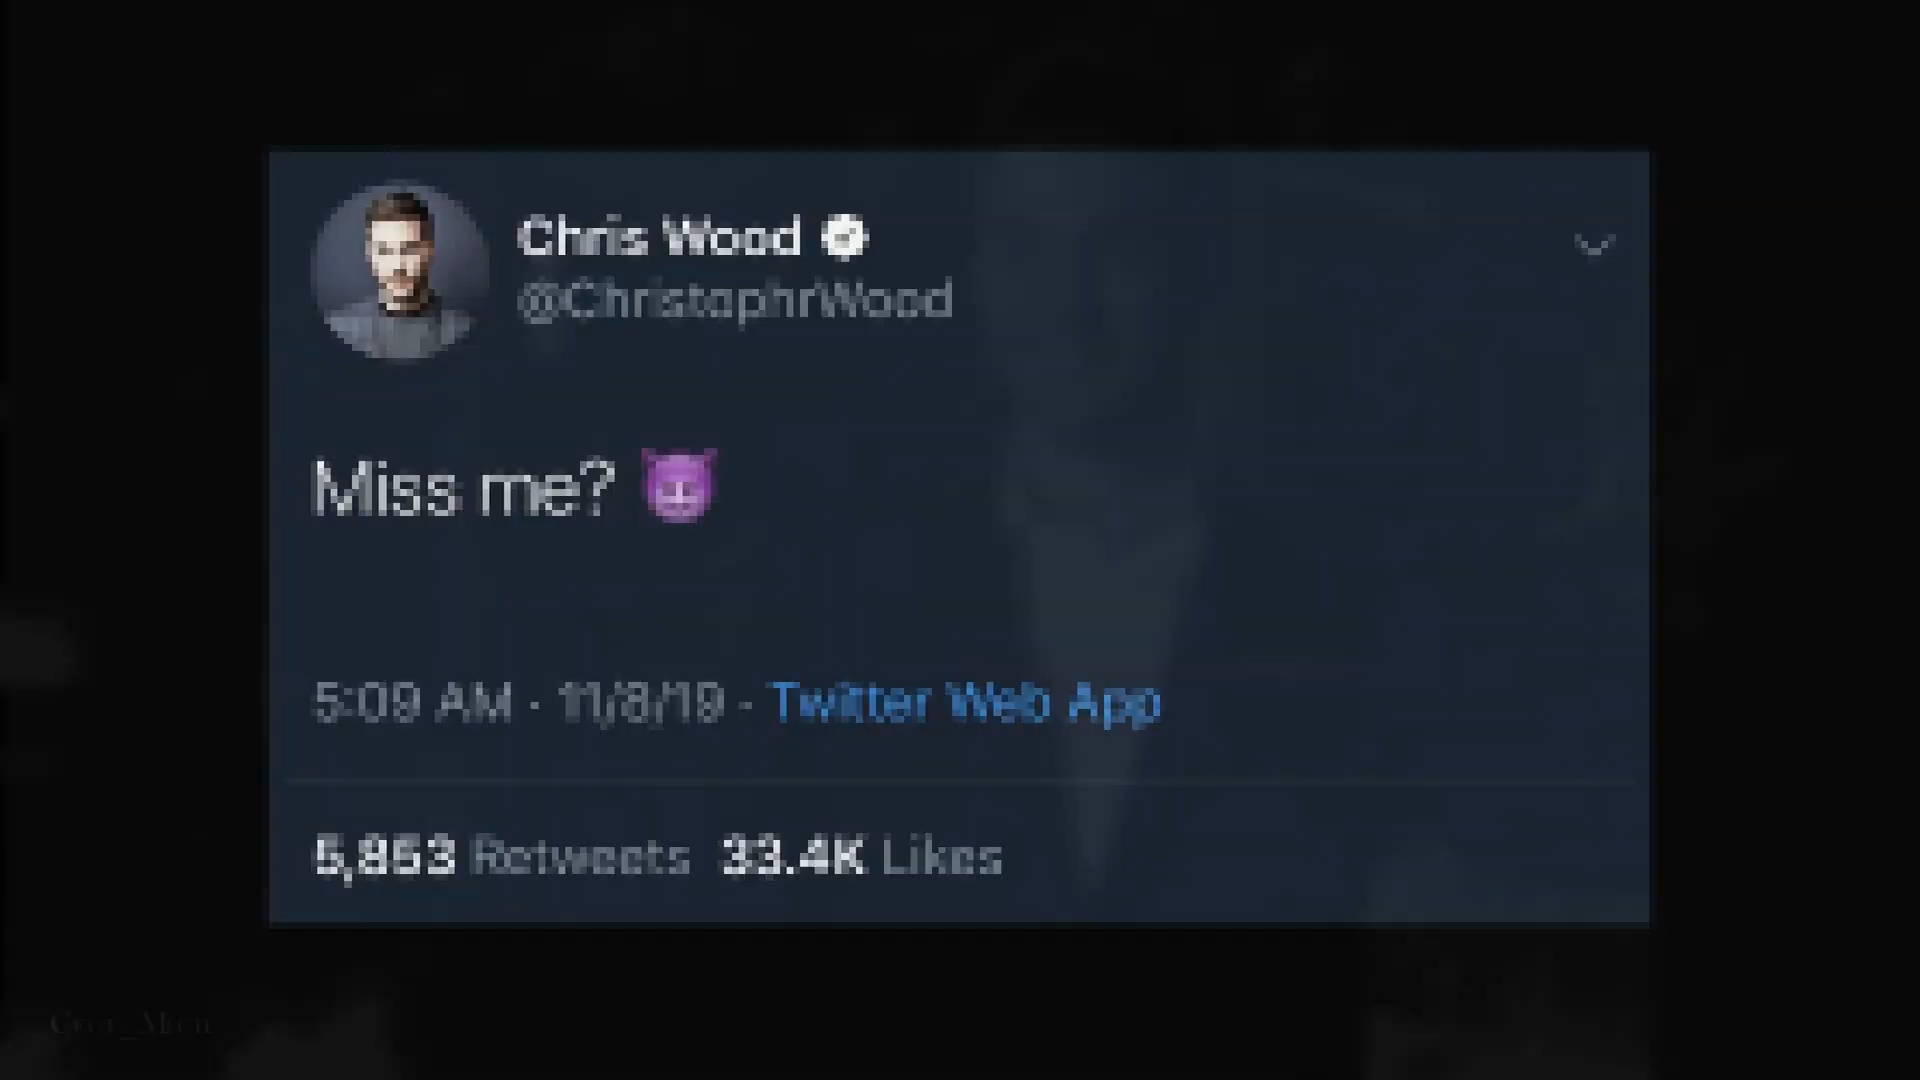 Chris Wood
@ChristophrWood
Miss me? 😈
5:09 AM · 11/8/19 · Twitter Web App
5,853 Retweets 33.4K Likes